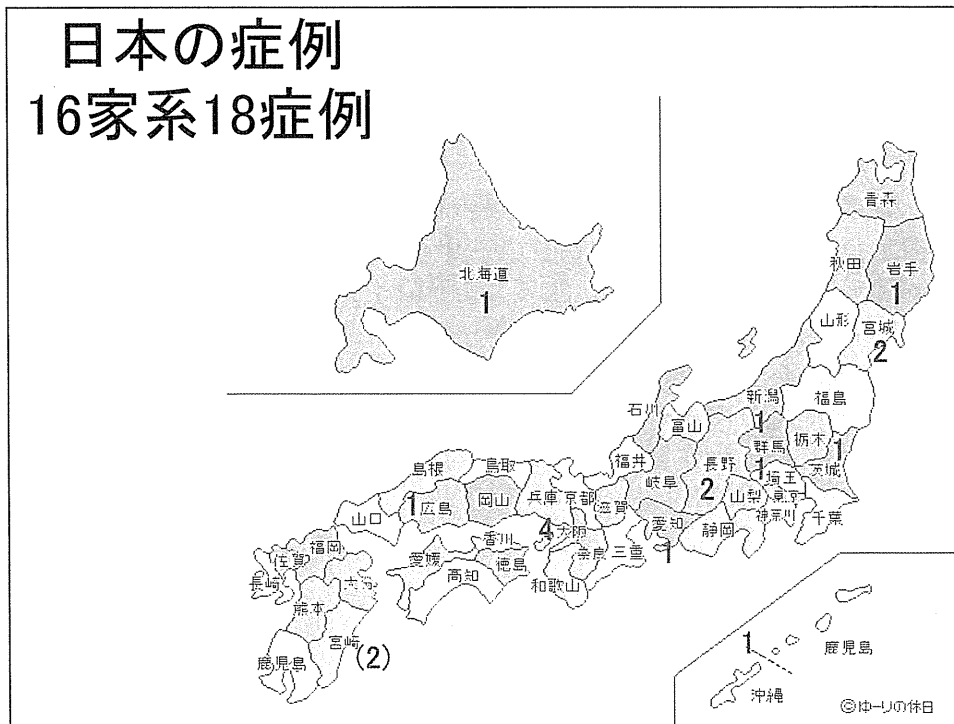 日本の症例
16家系18症例
青森
秋田
岩手
1
北海道
1
山形
宮城
2
新潟
1
福島
石川
富山
群馬
1
栃木
1
茨城
福井
岐阜
長野
2
埼玉
山梨
東京
神奈川
千葉
島根
鳥取
兵庫
京都
滋賀
1
広島
岡山
4
大阪
愛知
1
静岡
山口
香川
奈良
三重
愛媛
徳島
高知
和歌山
福岡
佐賀
長崎
熊本
宮崎
(2)
鹿児島
1
鹿児島
沖縄
©ゆーりの休日